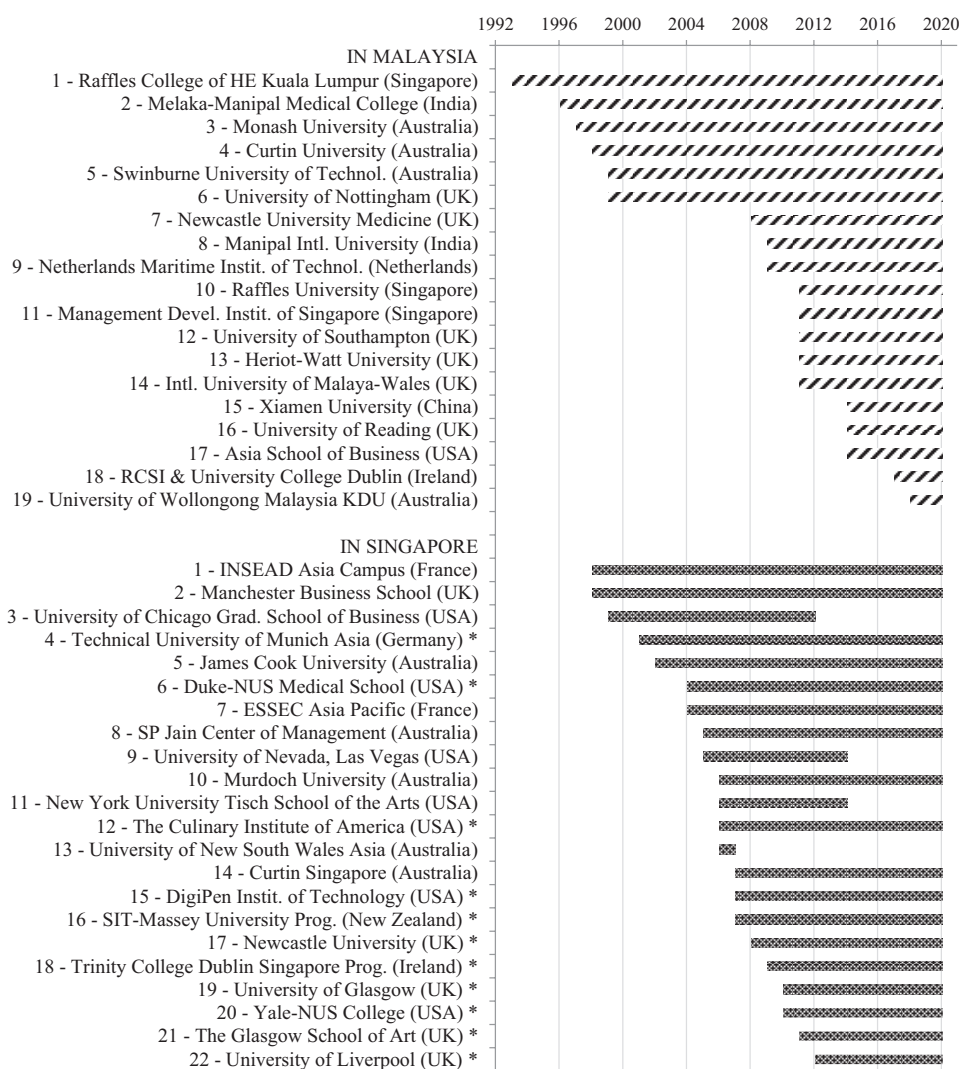 1992 1996 2000 2004 2008 2012 2016 2020
IN MALAYSIA
1 - Raffles College of HE Kuala Lumpur (Singapore)
2 - Melaka-Manipal Medical College (India)
3 - Monash University (Australia)
4 - Curtin University (Australia)
5 - Swinburne University of Technol. (Australia)
6 - University of Nottingham (UK)
7 - Newcastle University Medicine (UK)
8 - Manipal Intl. University (India)
9 - Netherlands Maritime Instit. of Technol. (Netherlands)
10 - Raffles University (Singapore)
11 - Management Devel. Instit. of Singapore (Singapore)
12 - University of Southampton (UK)
13 - Heriot-Watt University (UK)
14 - Intl. University of Malaya-Wales (UK)
15 - Xiamen University (China)
16 - University of Reading (UK)
17 - Asia School of Business (USA)
18 - RCSI & University College Dublin (Ireland)
19 - University of Wollongong Malaysia KDU (Australia)
IN SINGAPORE
1 - INSEAD Asia Campus (France)
2 - Manchester Business School (UK)
3 - University of Chicago Grad. School of Business (USA)
4 - Technical University of Munich Asia (Germany) *
5 - James Cook University (Australia)
6 - Duke-NUS Medical School (USA) *
7 - ESSEC Asia Pacific (France)
8 - SP Jain Center of Management (Australia)
9 - University of Nevada, Las Vegas (USA)
10 - Murdoch University (Australia)
11 - New York University Tisch School of the Arts (USA)
12 - The Culinary Institute of America (USA) *
13 - University of New South Wales Asia (Australia)
14 - Curtin Singapore (Australia)
15 - DigiPen Instit. of Technology (USA) *
16 - SIT-Massey University Prog. (New Zealand) *
17 - Newcastle University (UK) *
18 - Trinity College Dublin Singapore Prog. (Ireland) *
19 - University of Glasgow (UK) *
20 - Yale-NUS College (USA) *
21 - The Glasgow School of Art (UK) *
22 - University of Liverpool (UK) *